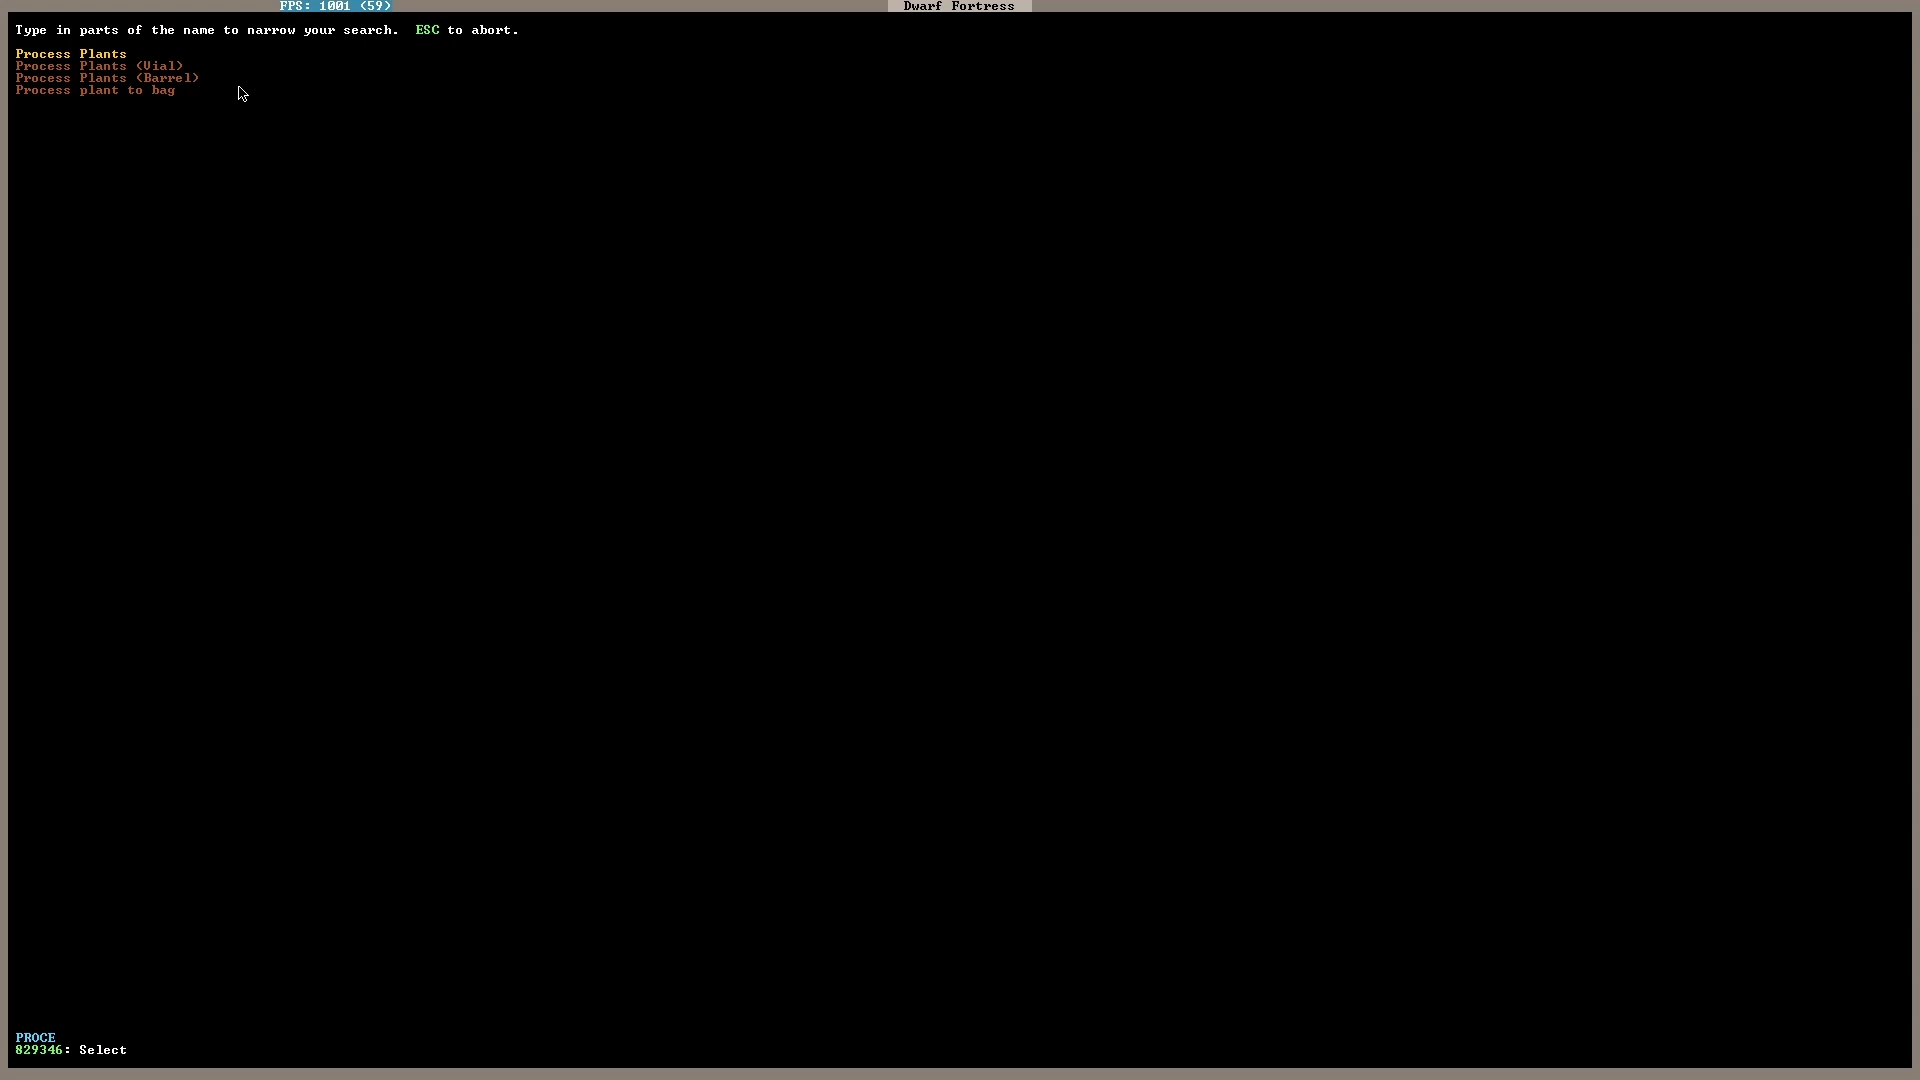 FPS: 1001 (59)
Dwarf Fortress
Type in parts of the name to narrow your search. ESC to abort.
Process Plants
Process Plants (Vial)
Process Plants (Barrel)
Process plant to bag
PROCE
829346: Select